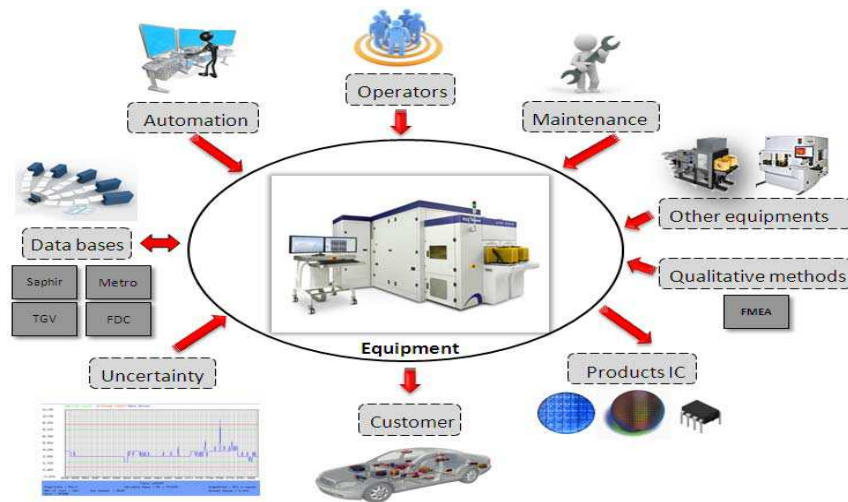 Operators
Automation
Maintenance
Other equipments
Data bases
Qualitative methods
Saphir
Metro
TGV
FDC
FMEA
Equipment
Uncertainty
Products IC
Customer